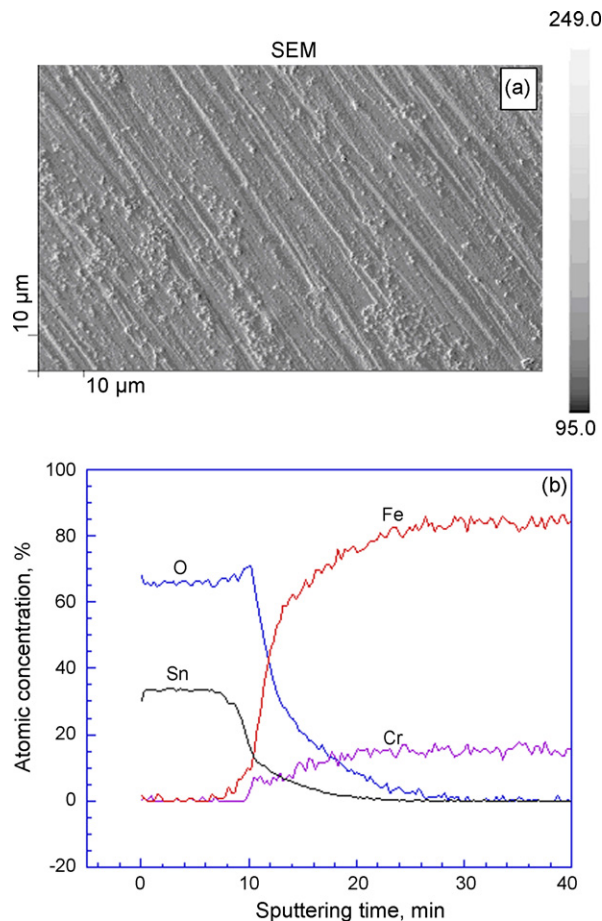 249.0
SEM
(a)
10 µm
10 µm
95.0
(b)
100
80
60
40
20
0
-20
Atomic concentration, %
O
Sn
Fe
Cr
0
10
20
30
40
Sputtering time, min